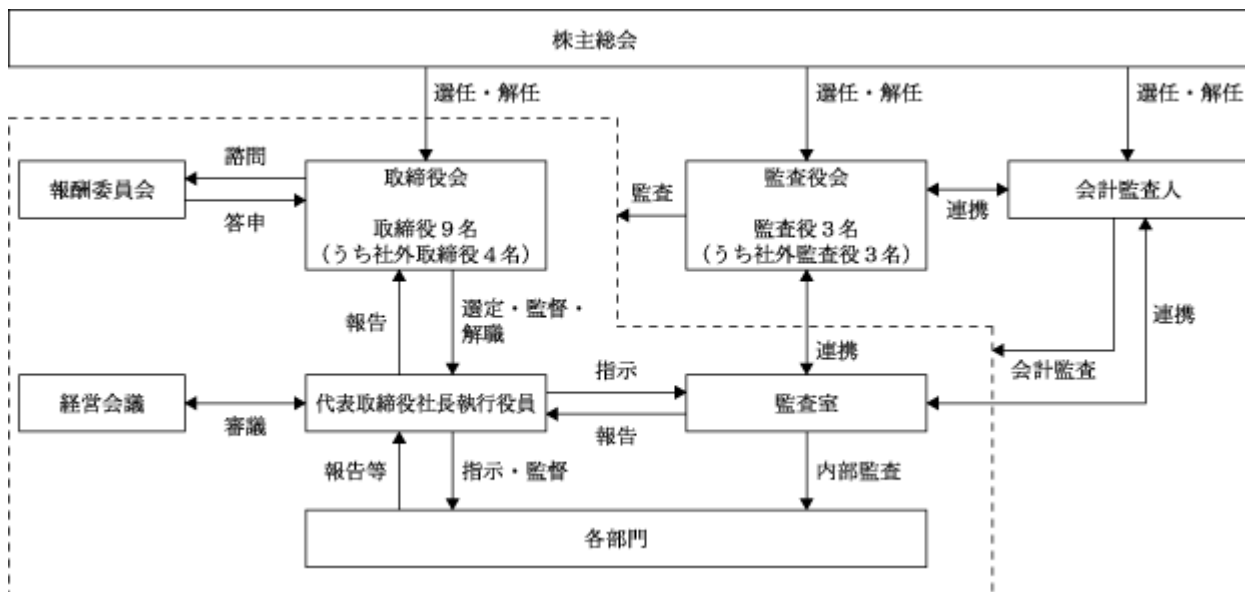 株主総会
選任・解任
選任・解任
選任・解任
諮問
報酬委員会
答申
取締役会
取締役9名
(うち社外取締役4名)
監査
監査役会
監査役3名
(うち社外監査役3名)
連携
会計監査人
報告
選定・監督・
解職
連携
連携
会計監査
経営会議
審議
代表取締役社長執行役員
指示
報告
監査室
報告等
指示・監督
内部監査
各部門